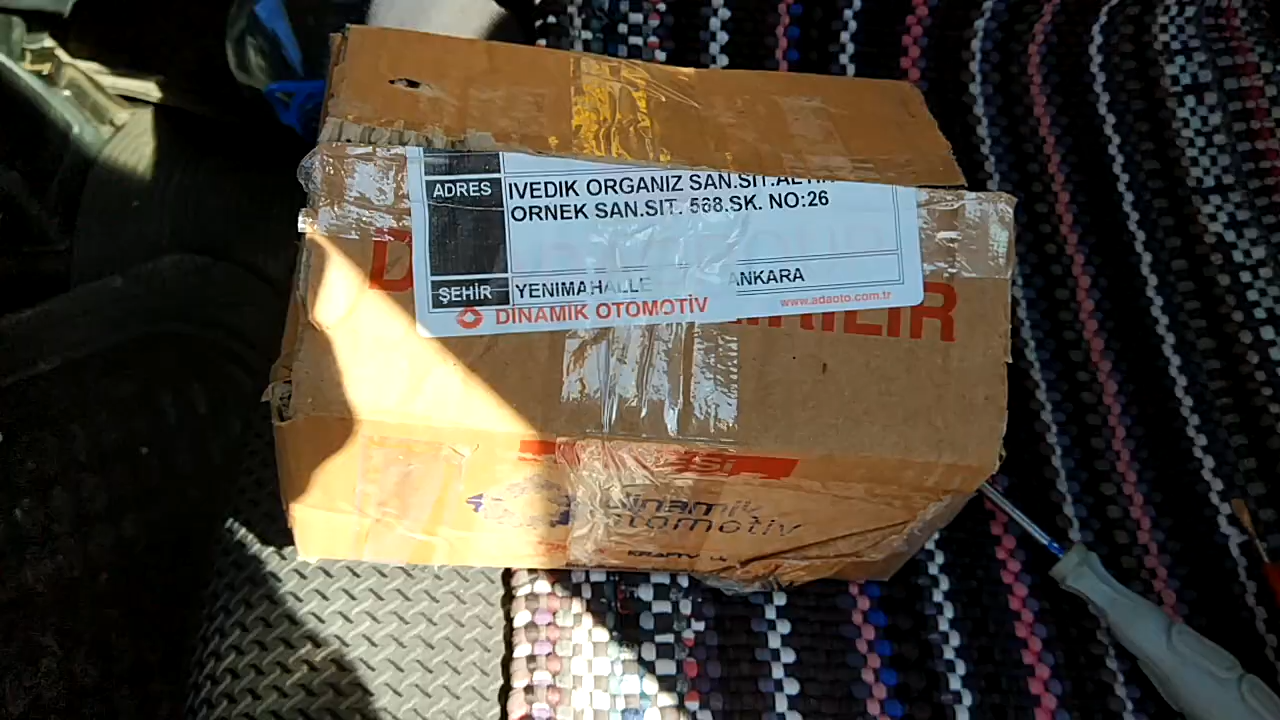 ADRES
IVEDIK ORGANIZ SAN.SIT.
ORNEK SAN.SIT. 568.SK. NO:26
ŞEHİR
YENIMAHALLE ANKARA
DİNAMİK OTOMOTİV
www.adaoto.com.tr
Dinamik
otomotiv